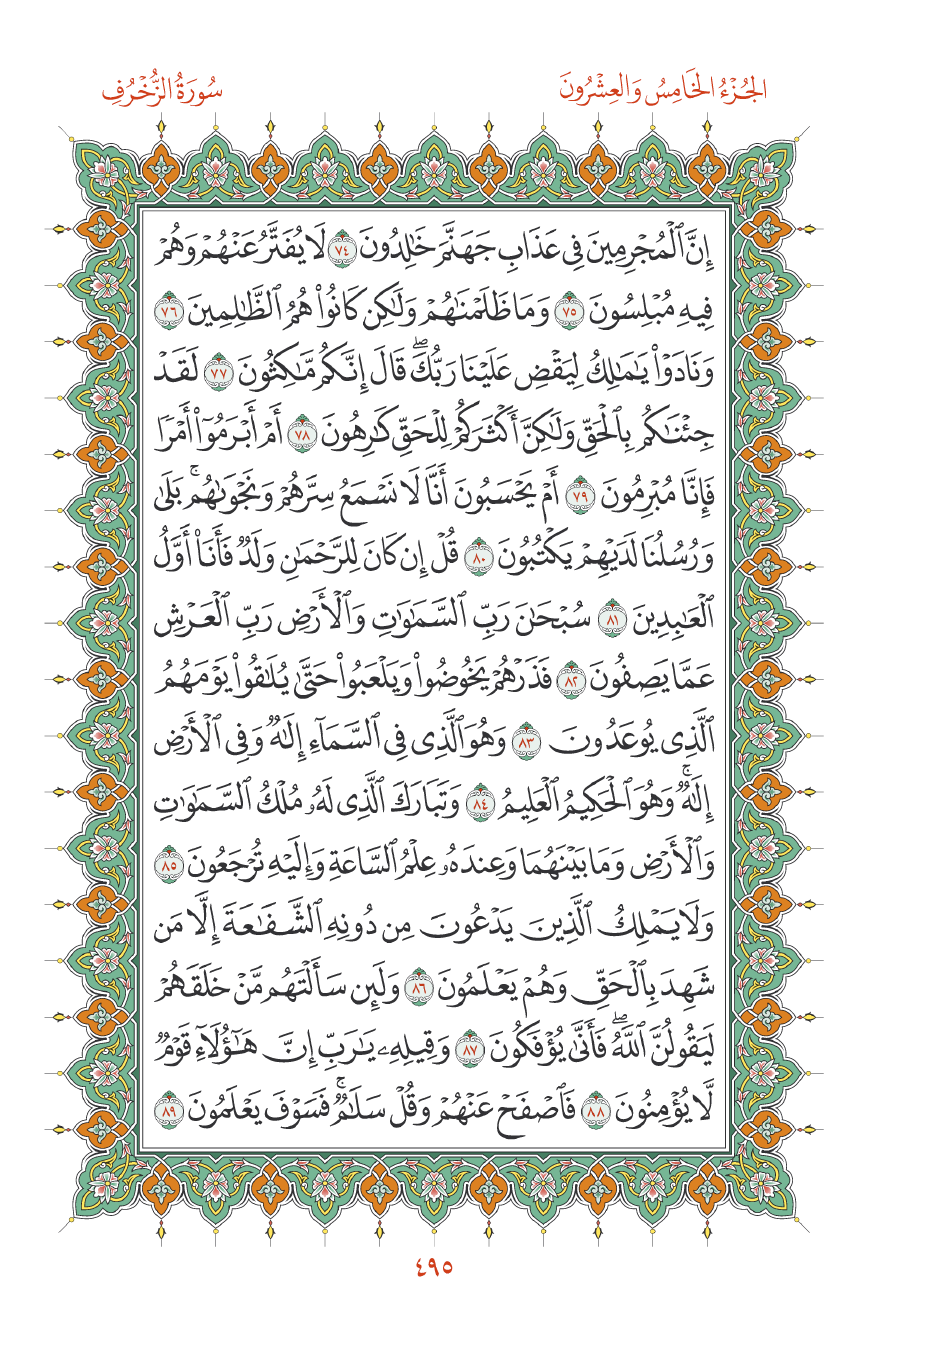 الجُزْءُ الخَامِسُ وَالعِشْرُونَ
سُورَةُ الزُّخْرُفِ
إِنَّ ٱلْمُجْرِمِينَ فِى عَذَابِ جَهَنَّمَ خَٰلِدُونَ ٧٤ لَا يُفَتَّرُ عَنْهُمْ وَهُمْ
فِيهِ مُبْلِسُونَ ٧٥ وَمَا ظَلَمْنَٰهُمْ وَلَٰكِن كَانُوا۟ هُمُ ٱلظَّٰلِمِينَ ٧٦
وَنَادَوْا۟ يَٰمَٰلِكُ لِيَقْضِ عَلَيْنَا رَبُّكَ ۖ قَالَ إِنَّكُم مَّٰكِثُونَ ٧٧ لَقَدْ
جِئْنَٰكُم بِٱلْحَقِّ وَلَٰكِنَّ أَكْثَرَكُمْ لِلْحَقِّ كَٰرِهُونَ ٧٨ أَمْ أَبْرَمُوٓا۟ أَمْرًا
فَإِنَّا مُبْرِمُونَ ٧٩ أَمْ يَحْسَبُونَ أَنَّا لَا نَسْمَعُ سِرَّهُمْ وَنَجْوَىٰهُم ۚ بَلَىٰ
وَرُسُلُنَا لَدَيْهِمْ يَكْتُبُونَ ٨٠ قُلْ إِن كَانَ لِلرَّحْمَٰنِ وَلَدٌ فَأَنَا۠ أَوَّلُ
ٱلْعَٰبِدِينَ ٨١ سُبْحَٰنَ رَبِّ ٱلسَّمَٰوَٰتِ وَٱلْأَرْضِ رَبِّ ٱلْعَرْشِ
عَمَّا يَصِفُونَ ٨٢ فَذَرْهُمْ يَخُوضُوا۟ وَيَلْعَبُوا۟ حَتَّىٰ يُلَٰقُوا۟ يَوْمَهُمُ
ٱلَّذِى يُوعَدُونَ ٨٣ وَهُوَ ٱلَّذِى فِى ٱلسَّمَآءِ إِلَٰهٌ وَفِى ٱلْأَرْضِ
إِلَٰهٌ ۚ وَهُوَ ٱلْحَكِيمُ ٱلْعَلِيمُ ٨٤ وَتَبَارَكَ ٱلَّذِى لَهُۥ مُلْكُ ٱلسَّمَٰوَٰتِ
وَٱلْأَرْضِ وَمَا بَيْنَهُمَا وَعِندَهُۥ عِلْمُ ٱلسَّاعَةِ وَإِلَيْهِ تُرْجَعُونَ ٨٥
وَلَا يَمْلِكُ ٱلَّذِينَ يَدْعُونَ مِن دُونِهِ ٱلشَّفَٰعَةَ إِلَّا مَن
شَهِدَ بِٱلْحَقِّ وَهُمْ يَعْلَمُونَ ٨٦ وَلَئِن سَأَلْتَهُم مَّنْ خَلَقَهُمْ
لَيَقُولُنَّ ٱللَّهُ ۖ فَأَنَّىٰ يُؤْفَكُونَ ٨٧ وَقِيلِهِۦ يَٰرَبِّ إِنَّ هَٰٓؤُلَآءِ قَوْمٌ
لَّا يُؤْمِنُونَ ٨٨ فَٱصْفَحْ عَنْهُمْ وَقُلْ سَلَٰمٌ ۚ فَسَوْفَ يَعْلَمُونَ ٨٩
٤٩٥